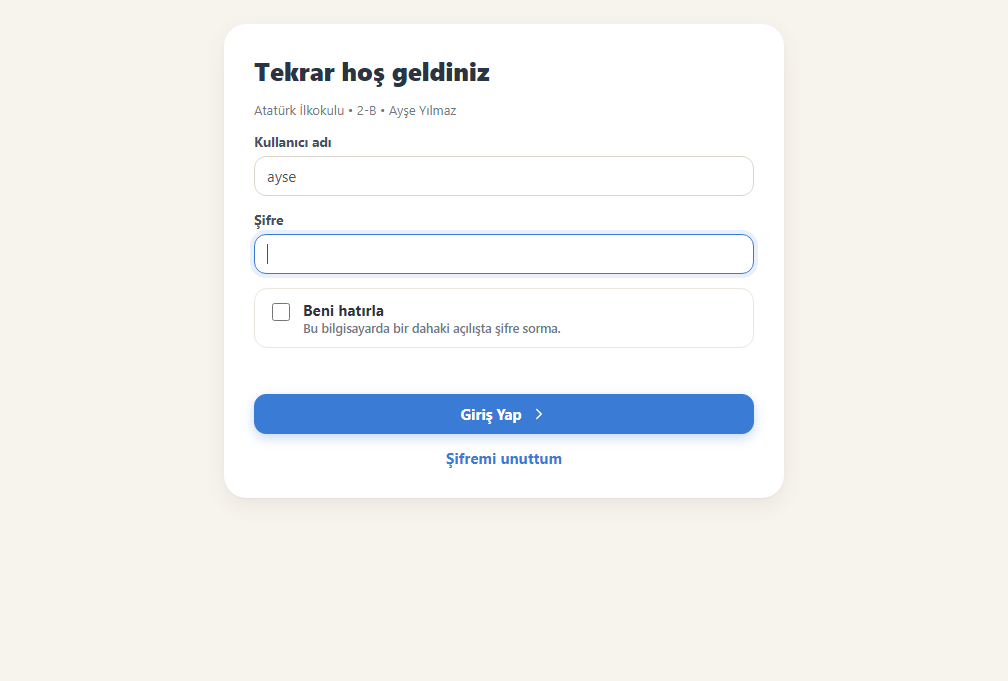 Tekrar hoş geldiniz
Atatürk İlkokulu • 2-B • Ayşe Yılmaz
Kullanıcı adı
ayse
Şifre
Beni hatırla
Bu bilgisayarda bir dahaki açılışta şifre sorma.
Giriş Yap
Şifremi unuttum